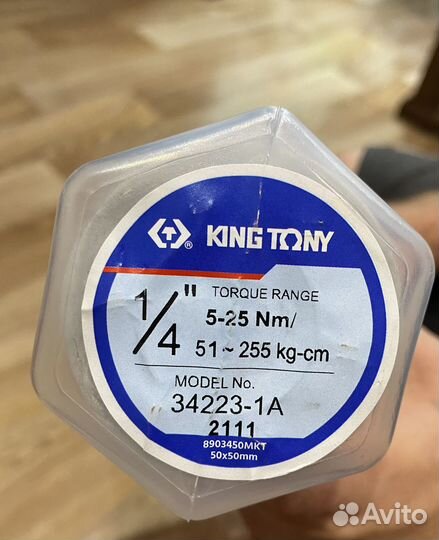 KING TONY
1/4"
TORQUE RANGE
5-25 Nm/
51 ~ 255 kg-cm
MODEL No.
34223-1A
2111
8903450MKT
50x50mm
Avito